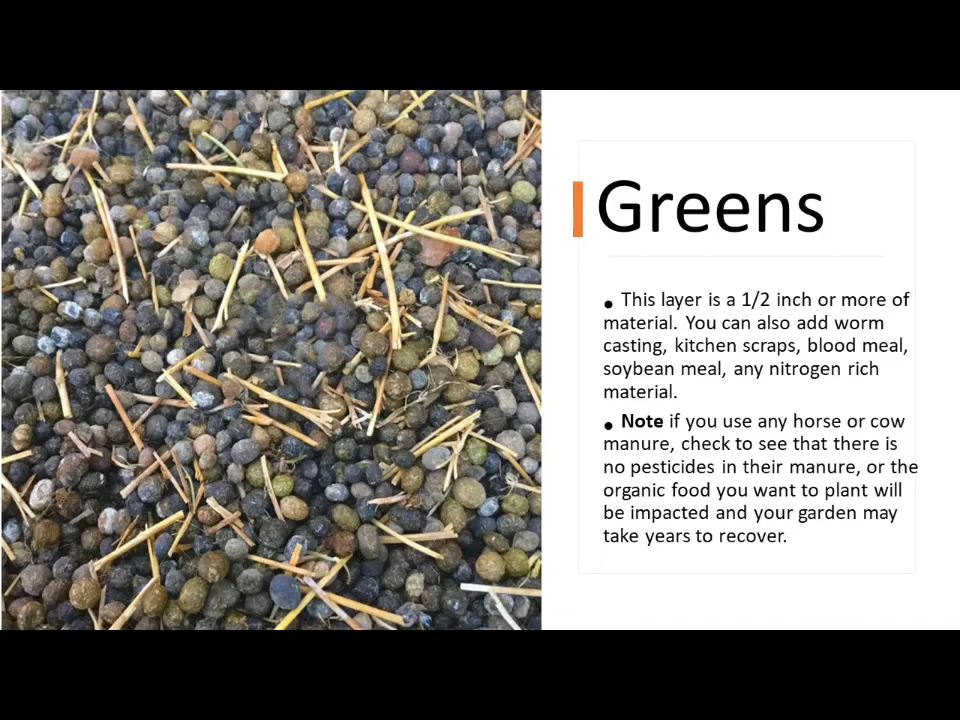 Greens
• This layer is a 1/2 inch or more of
material. You can also add worm
casting, kitchen scraps, blood meal,
soybean meal, any nitrogen rich
material.
• Note if you use any horse or cow
manure, check to see that there is
no pesticides in their manure, or the
organic food you want to plant will
be impacted and your garden may
take years to recover.